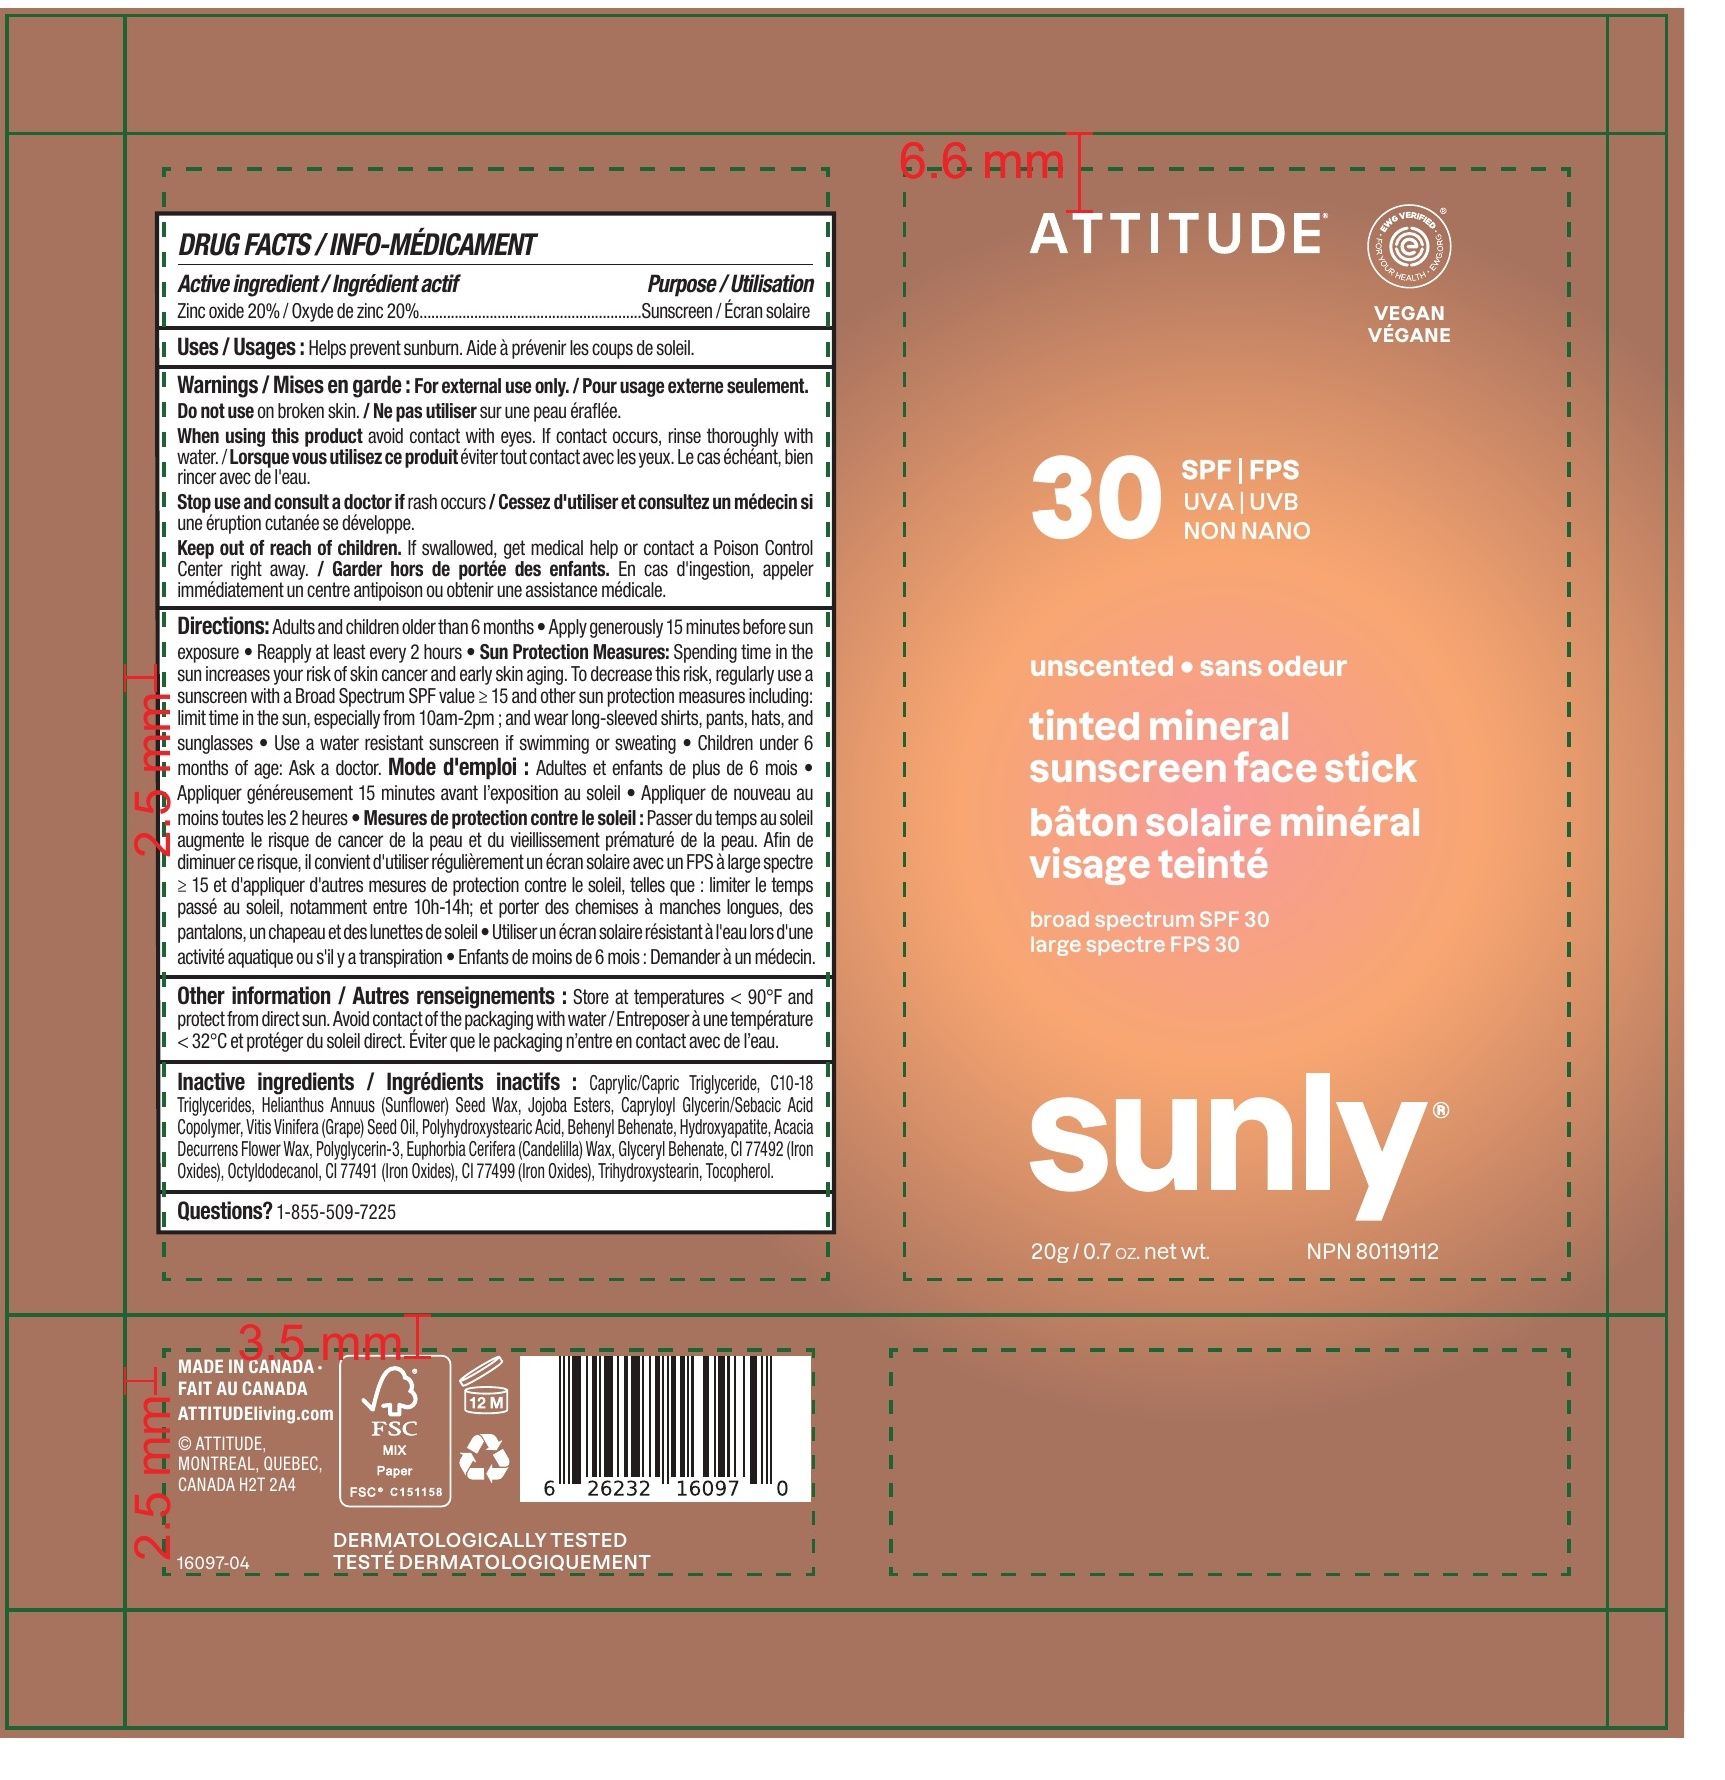 DRUG FACTS / INFO-MÉDICAMENT
Active ingredient / Ingrédient actif Purpose / Utilisation
Zinc oxide 20% / Oxyde de zinc 20%.........................................................Sunscreen / Écran solaire
Uses / Usages : Helps prevent sunburn. Aide à prévenir les coups de soleil.
Warnings / Mises en garde : For external use only. / Pour usage externe seulement.
Do not use on broken skin. / Ne pas utiliser sur une peau éraflée.
When using this product avoid contact with eyes. If contact occurs, rinse thoroughly with
water. / Lorsque vous utilisez ce produit éviter tout contact avec les yeux. Le cas échéant, bien
rincer avec de l'eau.
Stop use and consult a doctor if rash occurs / Cessez d'utiliser et consultez un médecin si
une éruption cutanée se développe.
Keep out of reach of children. If swallowed, get medical help or contact a Poison Control
Center right away. / Garder hors de portée des enfants. En cas d'ingestion, appeler
immédiatement un centre antipoison ou obtenir une assistance médicale.
Directions: Adults and children older than 6 months • Apply generously 15 minutes before sun
exposure • Reapply at least every 2 hours • Sun Protection Measures: Spending time in the
sun increases your risk of skin cancer and early skin aging. To decrease this risk, regularly use a
sunscreen with a Broad Spectrum SPF value ≥ 15 and other sun protection measures including:
limit time in the sun, especially from 10am-2pm ; and wear long-sleeved shirts, pants, hats, and
sunglasses • Use a water resistant sunscreen if swimming or sweating • Children under 6
months of age: Ask a doctor. Mode d'emploi : Adultes et enfants de plus de 6 mois •
Appliquer généreusement 15 minutes avant l’exposition au soleil • Appliquer de nouveau au
moins toutes les 2 heures • Mesures de protection contre le soleil : Passer du temps au soleil
augmente le risque de cancer de la peau et du vieillissement prématuré de la peau. Afin de
diminuer ce risque, il convient d'utiliser régulièrement un écran solaire avec un FPS à large spectre
≥ 15 et d'appliquer d'autres mesures de protection contre le soleil, telles que : limiter le temps
passé au soleil, notamment entre 10h-14h; et porter des chemises à manches longues, des
pantalons, un chapeau et des lunettes de soleil • Utiliser un écran solaire résistant à l'eau lors d'une
activité aquatique ou s'il y a transpiration • Enfants de moins de 6 mois : Demander à un médecin.
Other information / Autres renseignements : Store at temperatures < 90°F and
protect from direct sun. Avoid contact of the packaging with water / Entreposer à une température
< 32°C et protéger du soleil direct. Éviter que le packaging n’entre en contact avec de l’eau.
Inactive ingredients / Ingrédients inactifs : Caprylic/Capric Triglyceride, C10-18
Triglycerides, Helianthus Annuus (Sunflower) Seed Wax, Jojoba Esters, Capryloyl Glycerin/Sebacic Acid
Copolymer, Vitis Vinifera (Grape) Seed Oil, Polyhydroxystearic Acid, Behenyl Behenate, Hydroxyapatite, Acacia
Decurrens Flower Wax, Polyglycerin-3, Euphorbia Cerifera (Candelilla) Wax, Glyceryl Behenate, CI 77492 (Iron
Oxides), Octyldodecanol, CI 77491 (Iron Oxides), CI 77499 (Iron Oxides), Trihydroxystearin, Tocopherol.
Questions? 1-855-509-7225
2.5 mm
6.6 mm
ATTITUDE®
EWG VERIFIED • FOR YOUR HEALTH • EWG.ORG ®
VEGAN
VÉGANE
30 SPF | FPS
UVA | UVB
NON NANO
unscented • sans odeur
tinted mineral
sunscreen face stick
bâton solaire minéral
visage teinté
broad spectrum SPF 30
large spectre FPS 30
sunly®
20g / 0.7 oz. net wt. NPN 80119112
3.5 mm
2.5 mm
MADE IN CANADA •
FAIT AU CANADA
ATTITUDEliving.com
© ATTITUDE,
MONTREAL, QUEBEC,
CANADA H2T 2A4
16097-04
®
FSC
MIX
Paper
FSC® C151158
12 M
6 26232 16097 0
DERMATOLOGICALLY TESTED
TESTÉ DERMATOLOGIQUEMENT